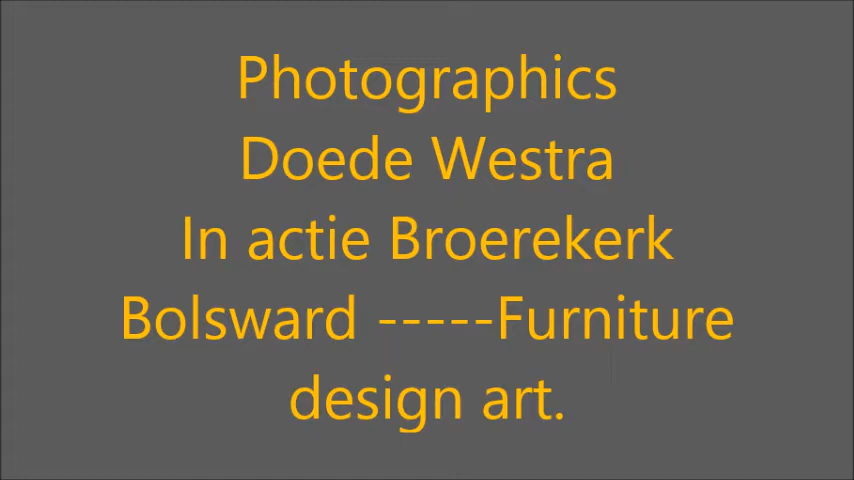 Photographics
Doede Westra
In actie Broerekerk
Bolsward -----Furniture
design art.